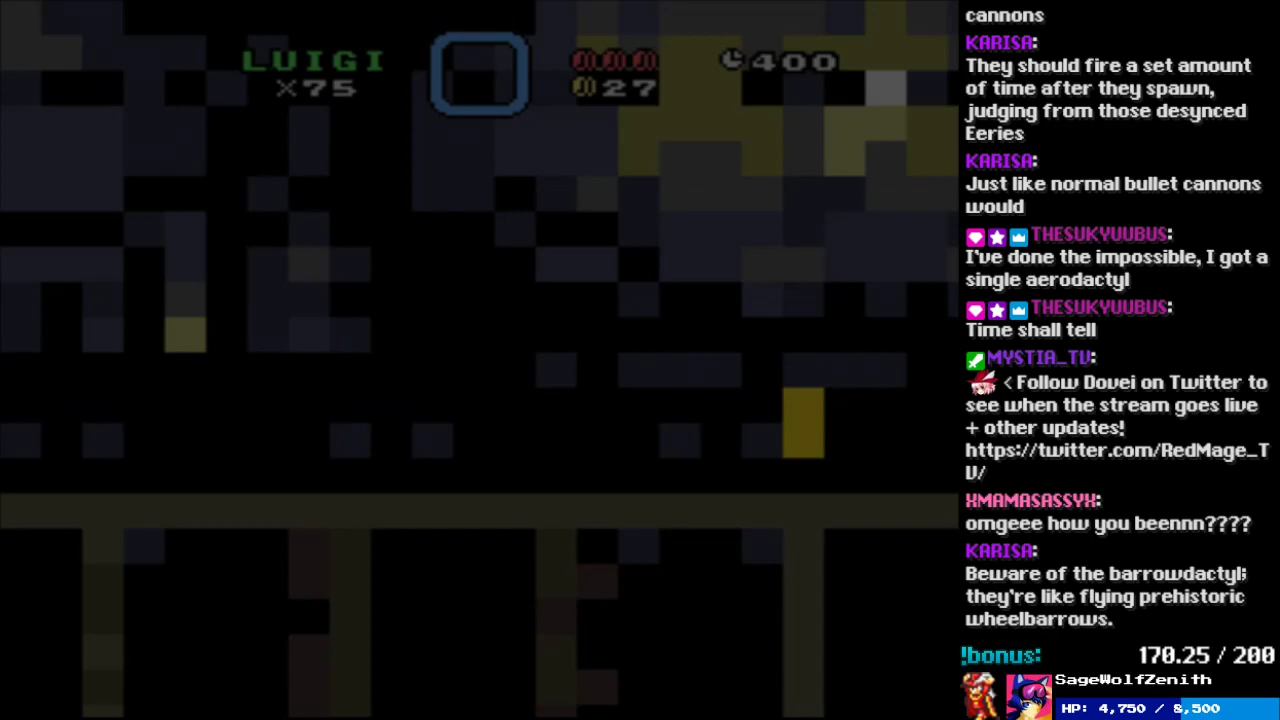 LUIGI
×75
27
400
cannons
KARISA:
They should fire a set amount
of time after they spawn,
judging from those desynced
Eeries
KARISA:
Just like normal bullet cannons
would
THESUKYUUBUS:
I've done the impossible, I got a
single aerodactyl
THESUKYUUBUS:
Time shall tell
MYSTIA_TV:
< Follow Dovei on Twitter to
see when the stream goes live
+ other updates!
https://twitter.com/RedMage_T
V/
XMAMASASSYX:
omgeee how you beennn????
KARISA:
Beware of the barrowdactyl;
they're like flying prehistoric
wheelbarrows.
!bonus: 170.25 / 200
SageWolfZenith
HP: 4,750 / 8,500